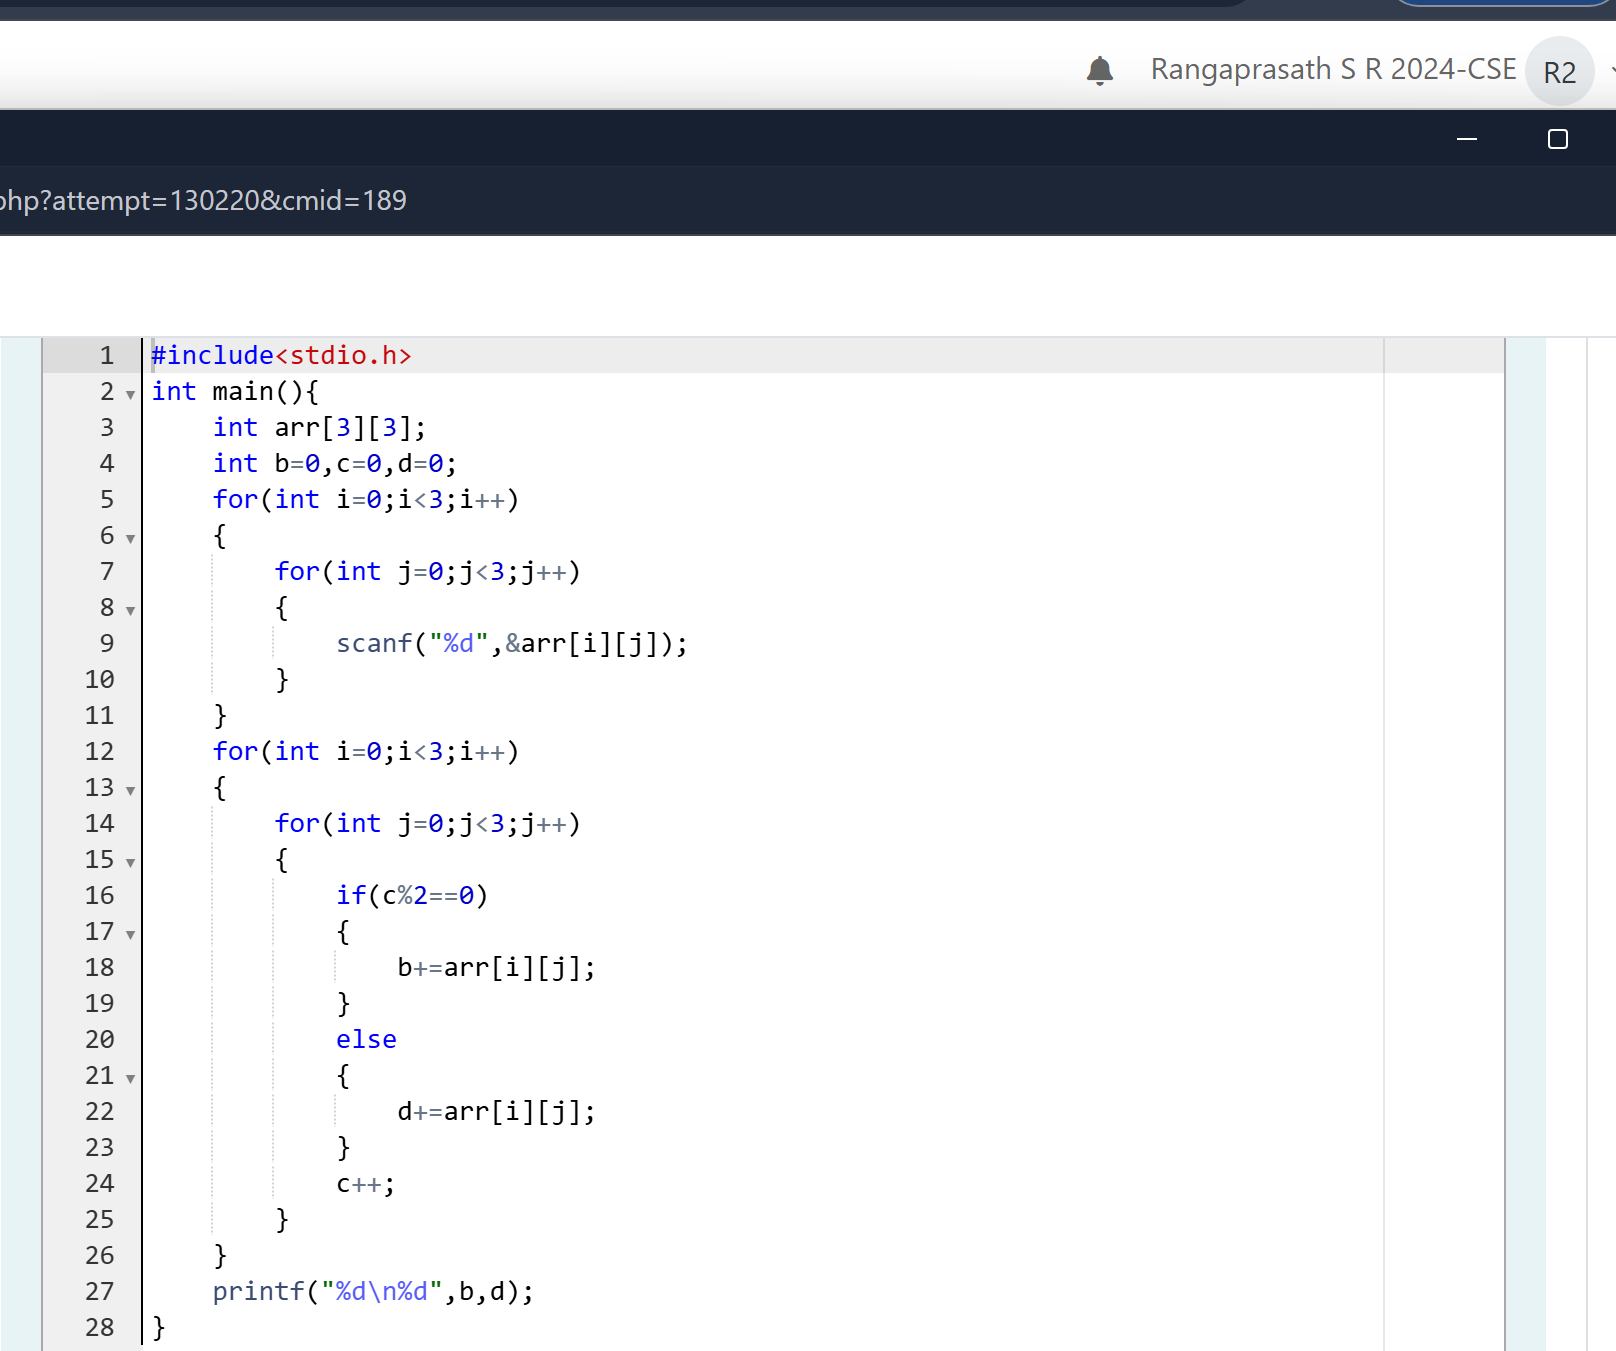 Rangaprasath S R 2024-CSE R2
php?attempt=130220&cmid=189
1 #include<stdio.h>
2 int main(){
3     int arr[3][3];
4     int b=0,c=0,d=0;
5     for(int i=0;i<3;i++)
6     {
7         for(int j=0;j<3;j++)
8         {
9             scanf("%d",&arr[i][j]);
10         }
11     }
12     for(int i=0;i<3;i++)
13     {
14         for(int j=0;j<3;j++)
15         {
16             if(c%2==0)
17             {
18                 b+=arr[i][j];
19             }
20             else
21             {
22                 d+=arr[i][j];
23             }
24             c++;
25         }
26     }
27     printf("%d\n%d",b,d);
28 }